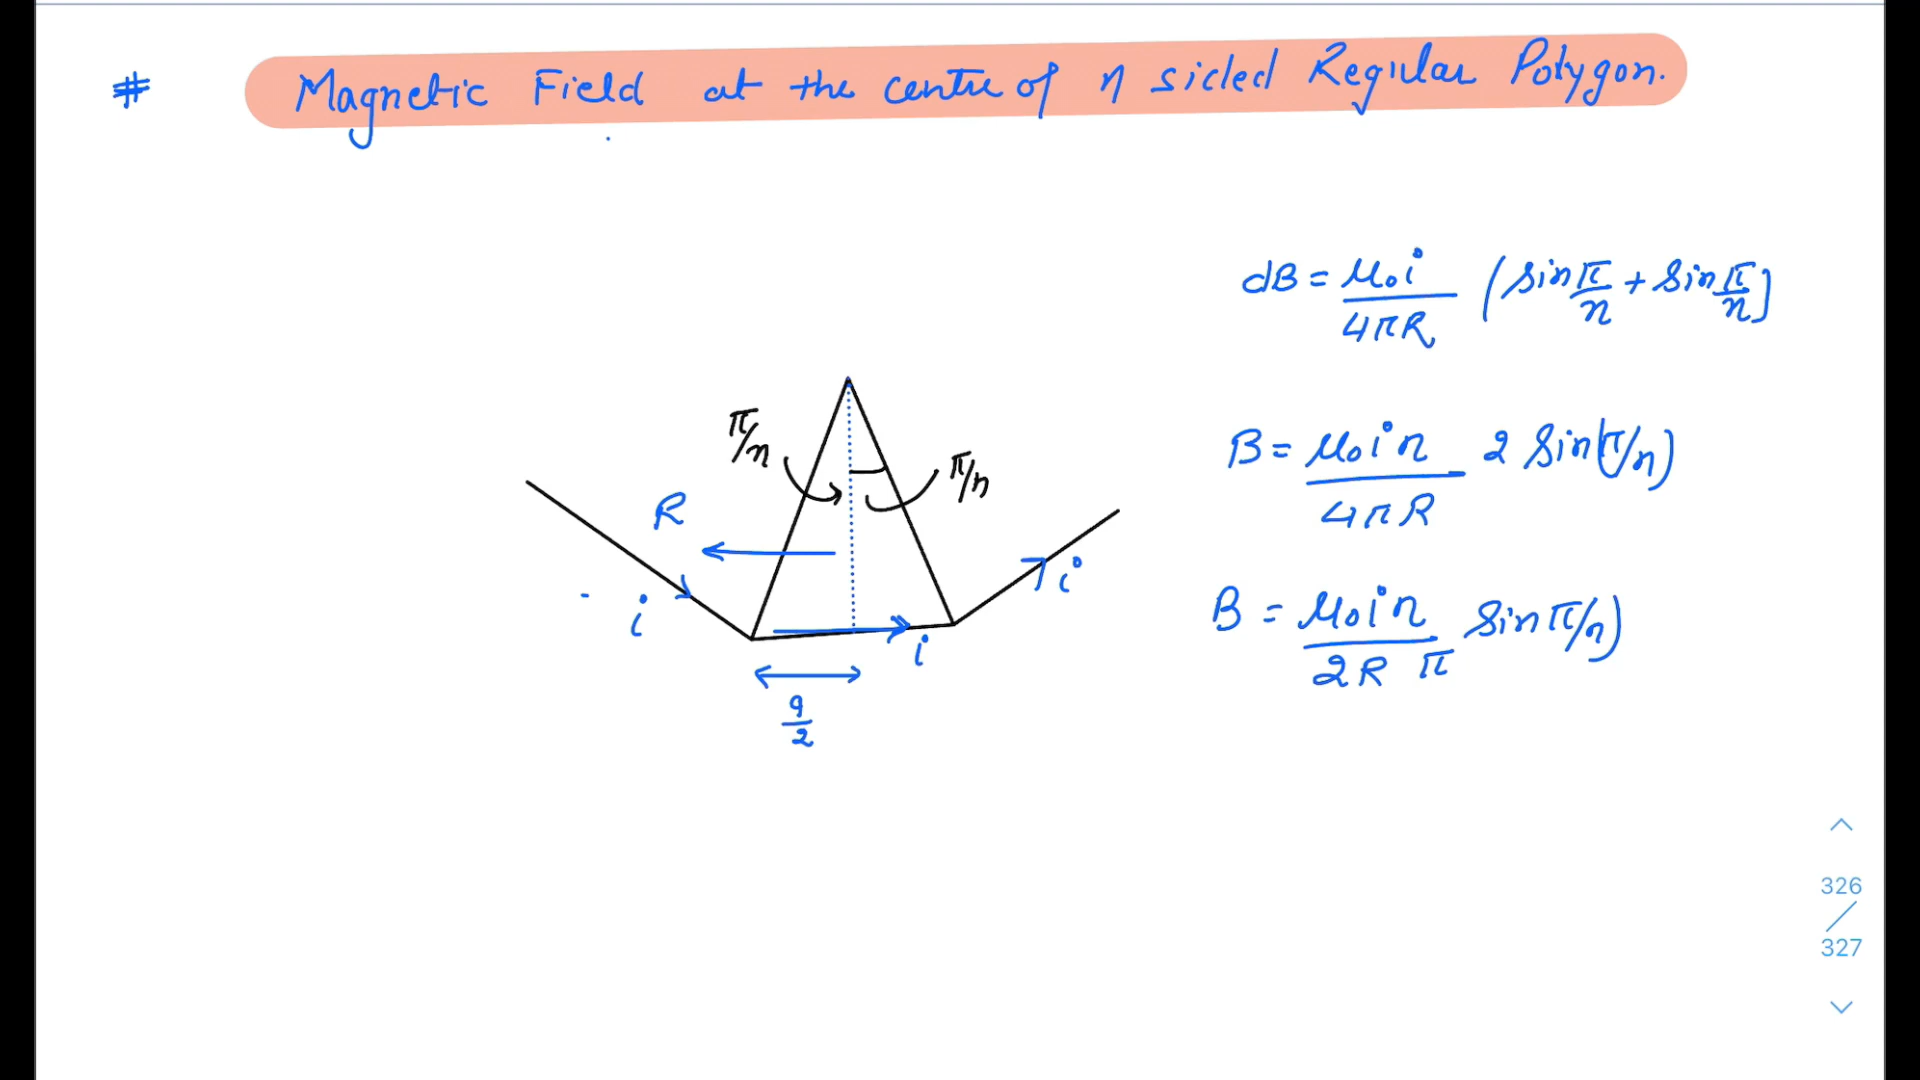 # Magnetic Field at the centre of n sided Regular Polygon.
dB = μ₀i / 4πR (sin π/n + sin π/n]
B = μ₀in / 4πR 2 sin(π/n)
B = μ₀in / 2Rπ sin π/n)
π/n
π/n
R
i
i
i
a/2
326
/
327